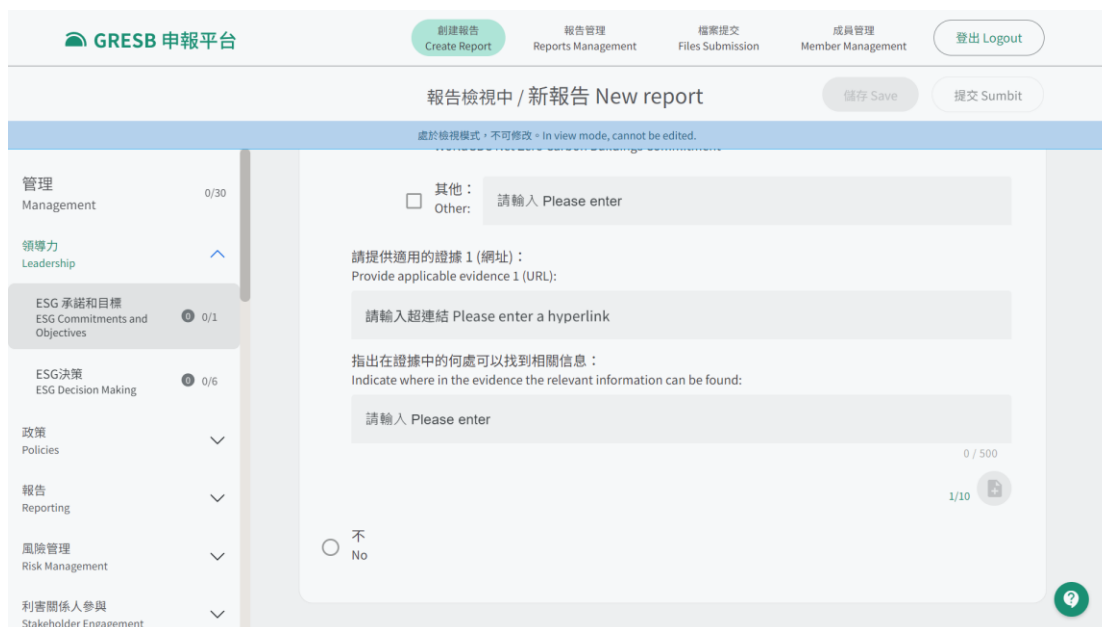 GRESB 申報平台
創建報告
Create Report
報告管理
Reports Management
檔案提交
Files Submission
成員管理
Member Management
登出 Logout
報告檢視中 / 新報告 New report
儲存 Save
提交 Sumbit
處於檢視模式，不可修改。In view mode, cannot be edited.
管理
Management
0/30
領導力
Leadership
ESG 承諾和目標
ESG Commitments and
Objectives
0 0/1
ESG決策
ESG Decision Making
0 0/6
政策
Policies
報告
Reporting
風險管理
Risk Management
利害關係人參與
Stakeholder Engagement
WorldGBC Net Zero Carbon Buildings Commitment
其他：
Other:
請輸入 Please enter
請提供適用的證據 1 (網址)：
Provide applicable evidence 1 (URL):
請輸入超連結 Please enter a hyperlink
指出在證據中的何處可以找到相關信息：
Indicate where in the evidence the relevant information can be found:
請輸入 Please enter
0 / 500
1/10
不
No